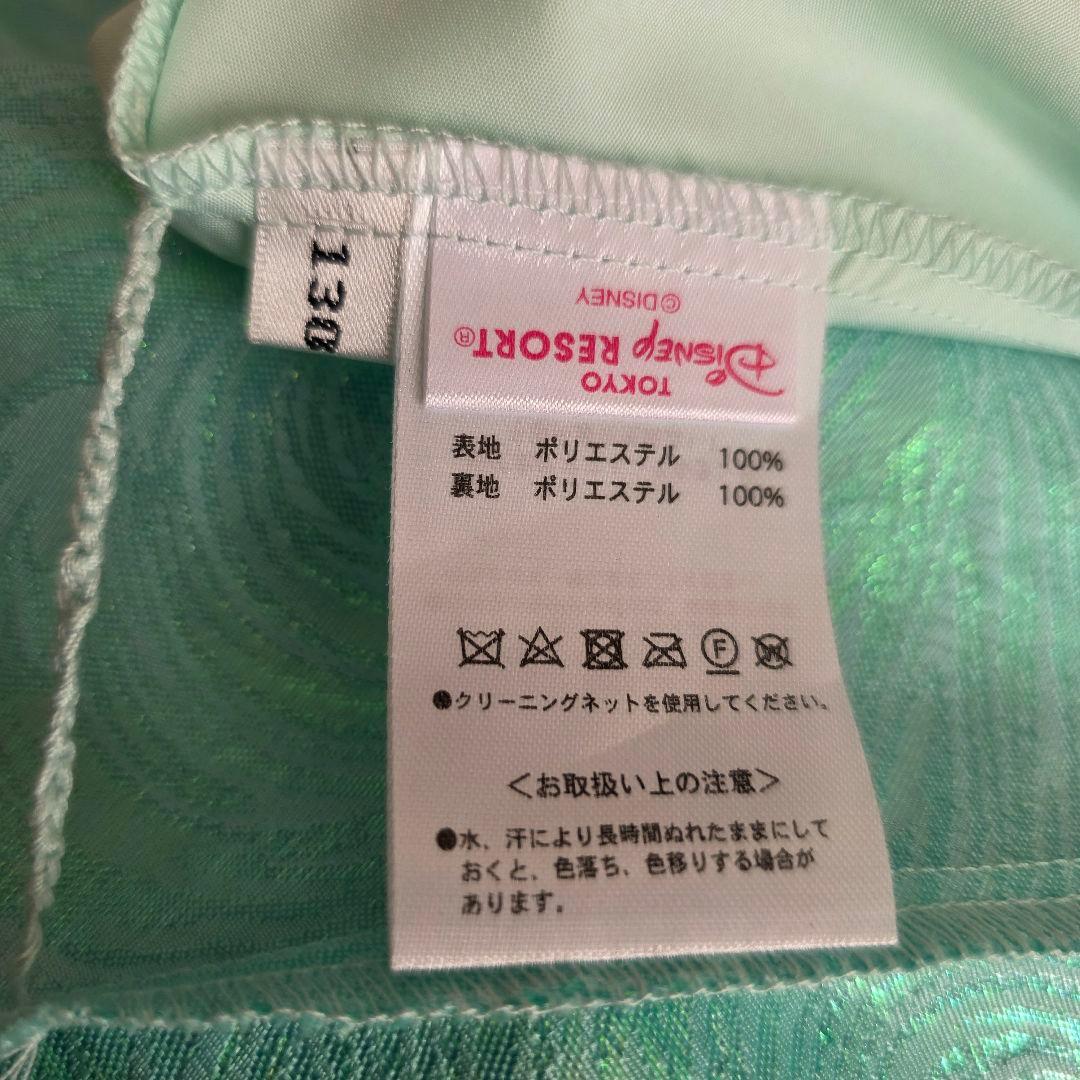 130
©DISNEY
TOKYO
Disney RESORT®
表地 ポリエステル 100%
裏地 ポリエステル 100%
F
W
●クリーニングネットを使用してください。
＜お取扱い上の注意＞
●水、汗により長時間ぬれたままにして
おくと、色落ち、色移りする場合が
あります。